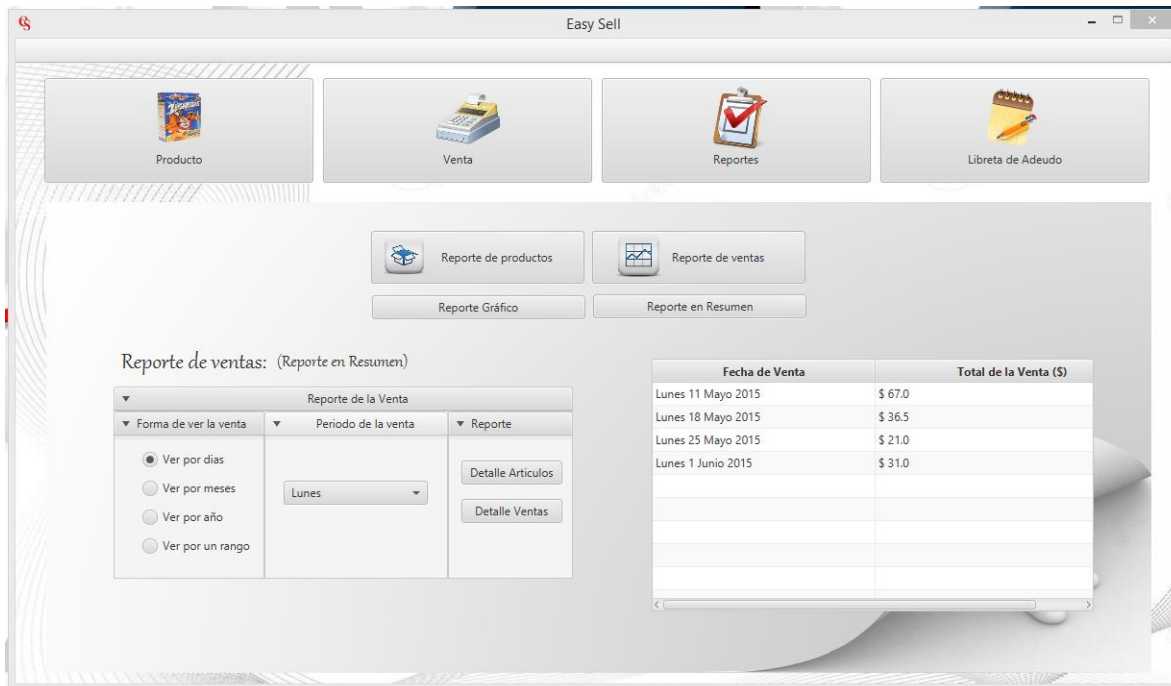 Easy Sell
Producto
Venta
Reportes
Libreta de Adeudo
Reporte de productos
Reporte de ventas
Reporte Gráfico
Reporte en Resumen
Reporte de ventas: (Reporte en Resumen)
Reporte de la Venta
Forma de ver la venta Periodo de la venta Reporte
Ver por dias
Ver por meses
Ver por año
Ver por un rango
Lunes
Detalle Articulos
Detalle Ventas
Fecha de Venta Total de la Venta ($)
Lunes 11 Mayo 2015 $ 67.0
Lunes 18 Mayo 2015 $ 36.5
Lunes 25 Mayo 2015 $ 21.0
Lunes 1 Junio 2015 $ 31.0